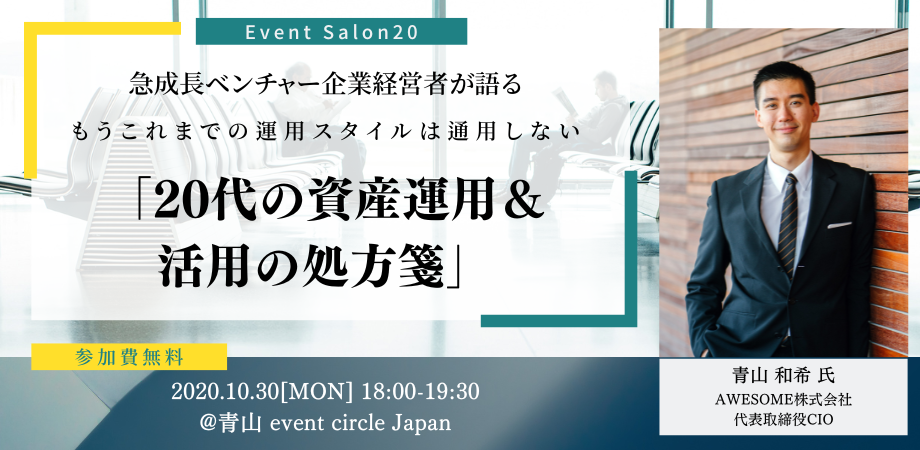 Event Salon20
急成長ベンチャー企業経営者が語る
もうこれまでの運用スタイルは通用しない
「20代の資産運用＆
活用の処方箋」
参加費無料
2020.10.30[MON] 18:00-19:30
@青山 event circle Japan
青山 和希 氏
AWESOME株式会社
代表取締役CIO